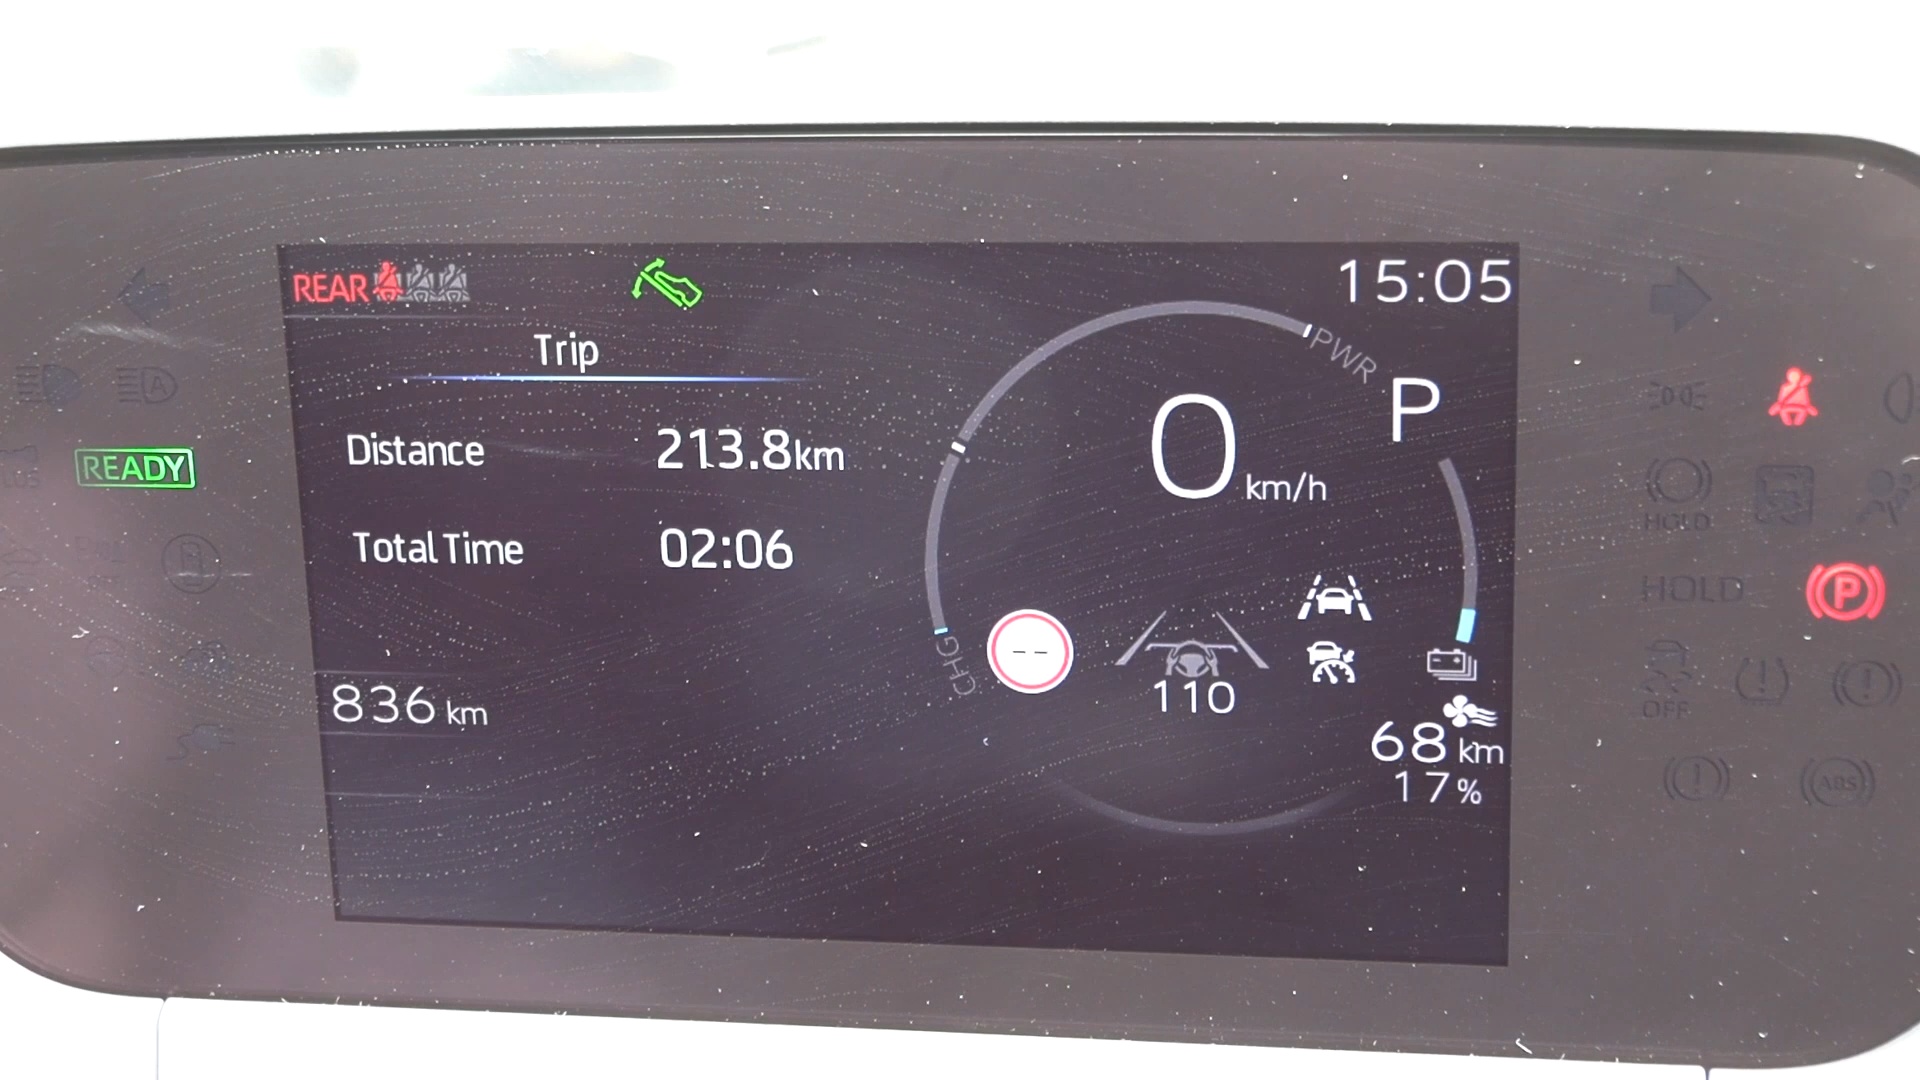 REAR
15:05
Trip
PWR
P
Distance 213.8km
0 km/h
READY
HOLD
Total Time 02:06
HOLD
P
CHG
--
110
836 km
OFF
68 km
17%
ABS